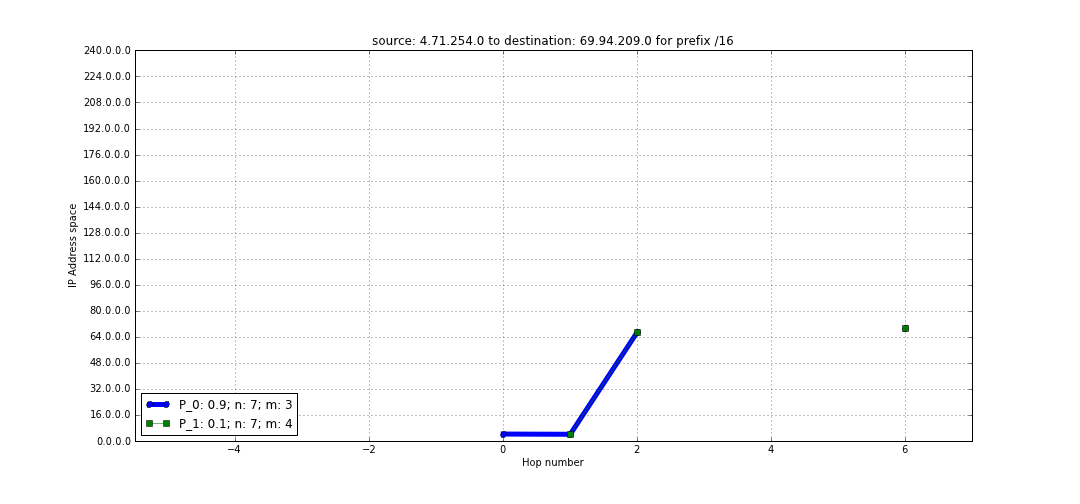 source: 4.71.254.0 to destination: 69.94.209.0 for prefix /16
240.0.0.0
224.0.0.0
208.0.0.0
192.0.0.0
176.0.0.0
160.0.0.0
144.0.0.0
128.0.0.0
112.0.0.0
96.0.0.0
80.0.0.0
64.0.0.0
48.0.0.0
32.0.0.0
16.0.0.0
0.0.0.0
IP Address space
P_0: 0.9; n: 7; m: 3
P_1: 0.1; n: 7; m: 4
−4 −2 0 2 4 6
Hop number